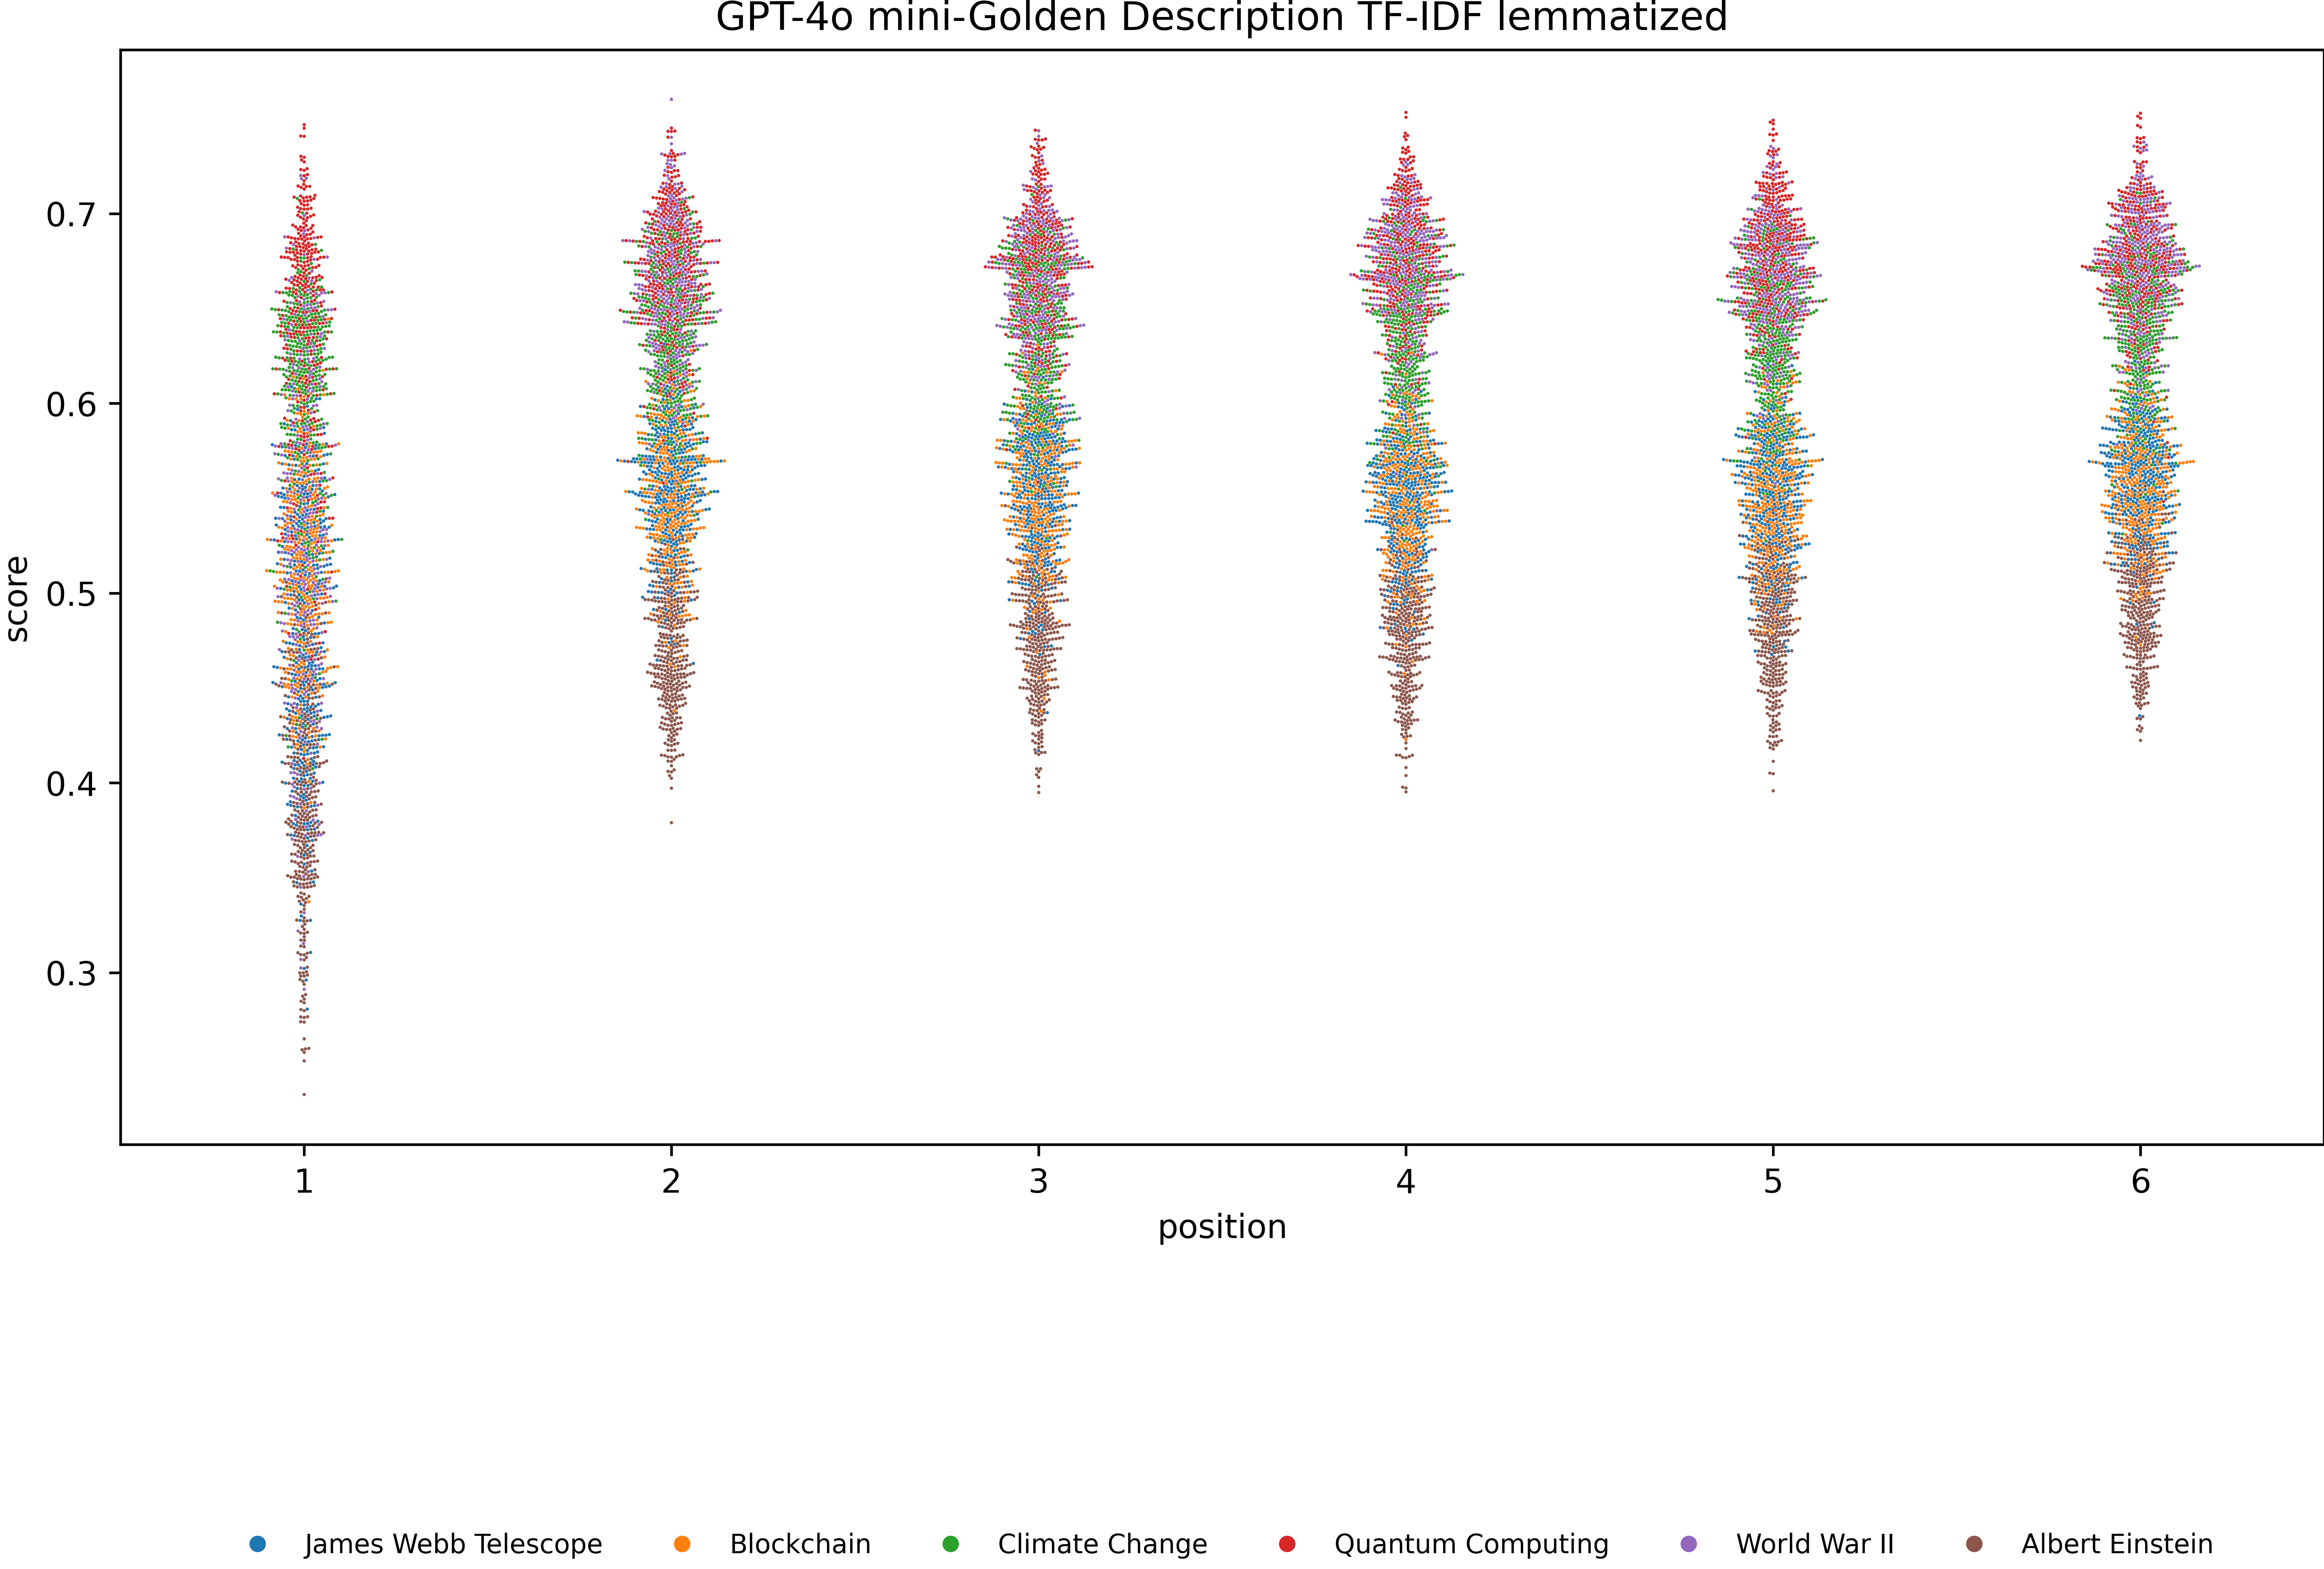 GPT-4o mini-Golden Description TF-IDF lemmatized
0.7
0.6
0.5
0.4
0.3
score
1 2 3 4 5 6
position
James Webb Telescope Blockchain Climate Change Quantum Computing World War II Albert Einstein